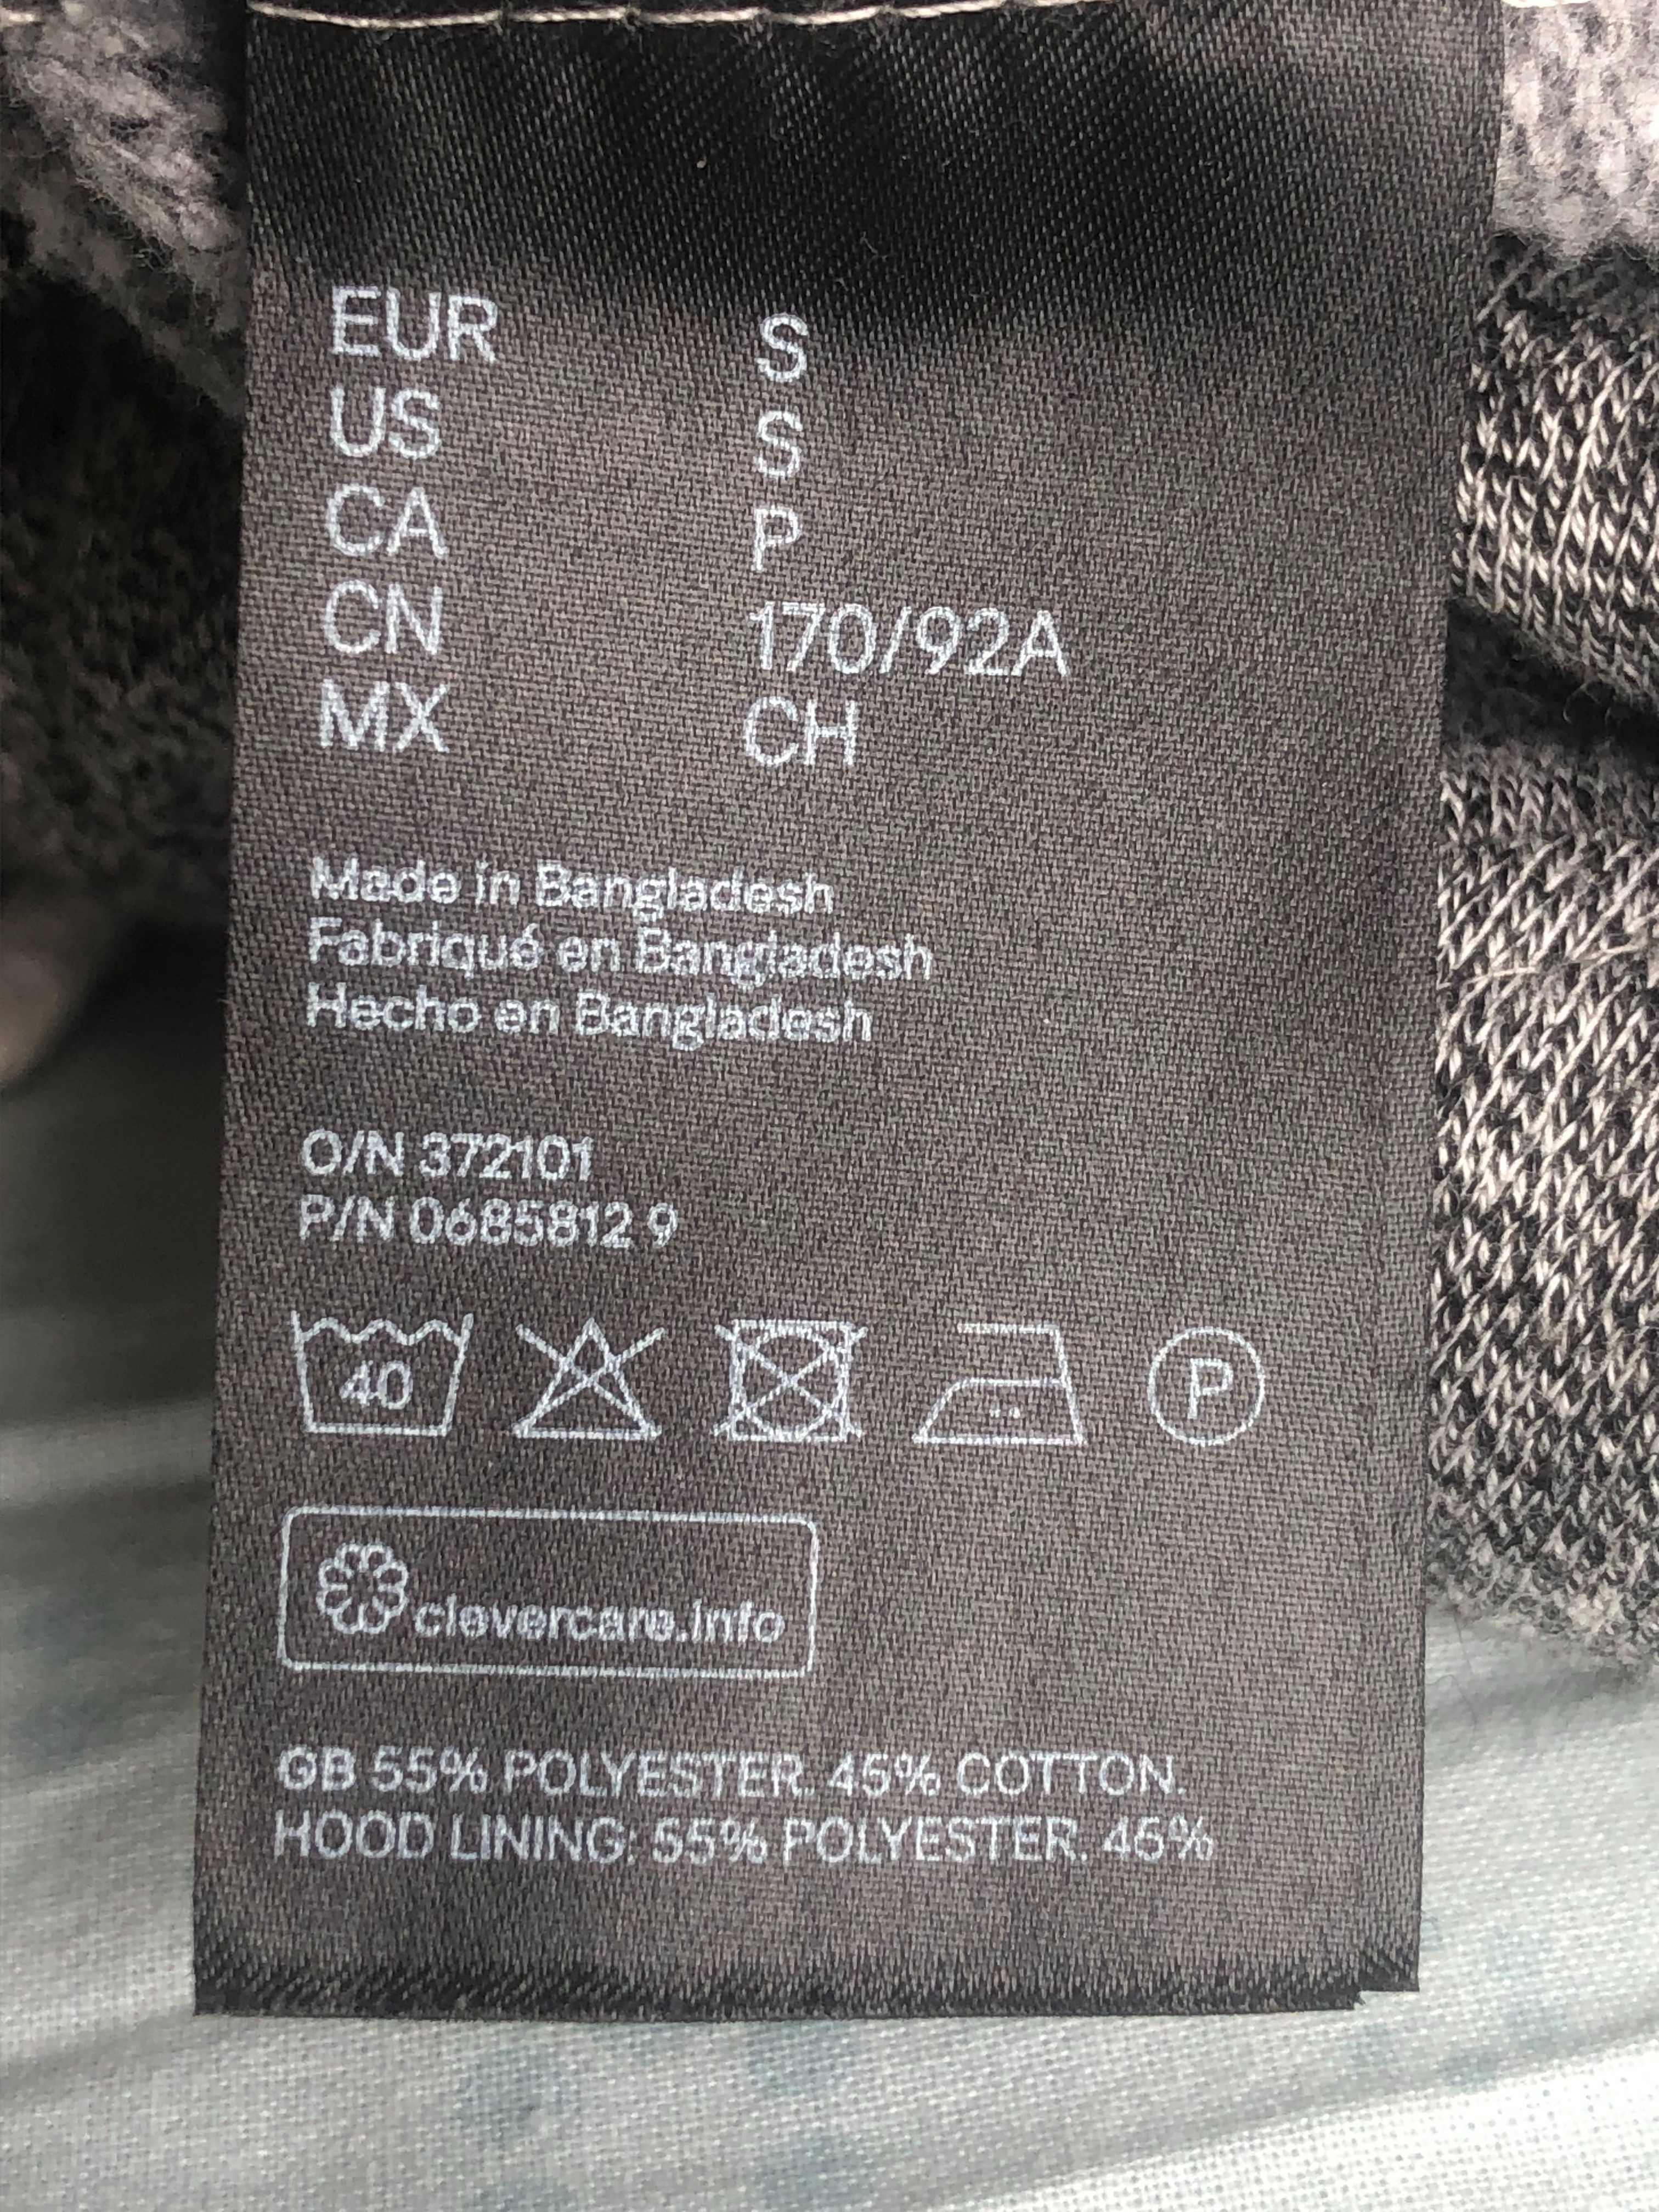 EUR S
US S
CA P
CN 170/92A
MX CH
Made in Bangladesh
Fabriqué en Bangladesh
Hecho en Bangladesh
O/N 372101
P/N 0685812 9
40 P
clevercare.info
GB 55% POLYESTER. 45% COTTON.
HOOD LINING: 55% POLYESTER. 45%